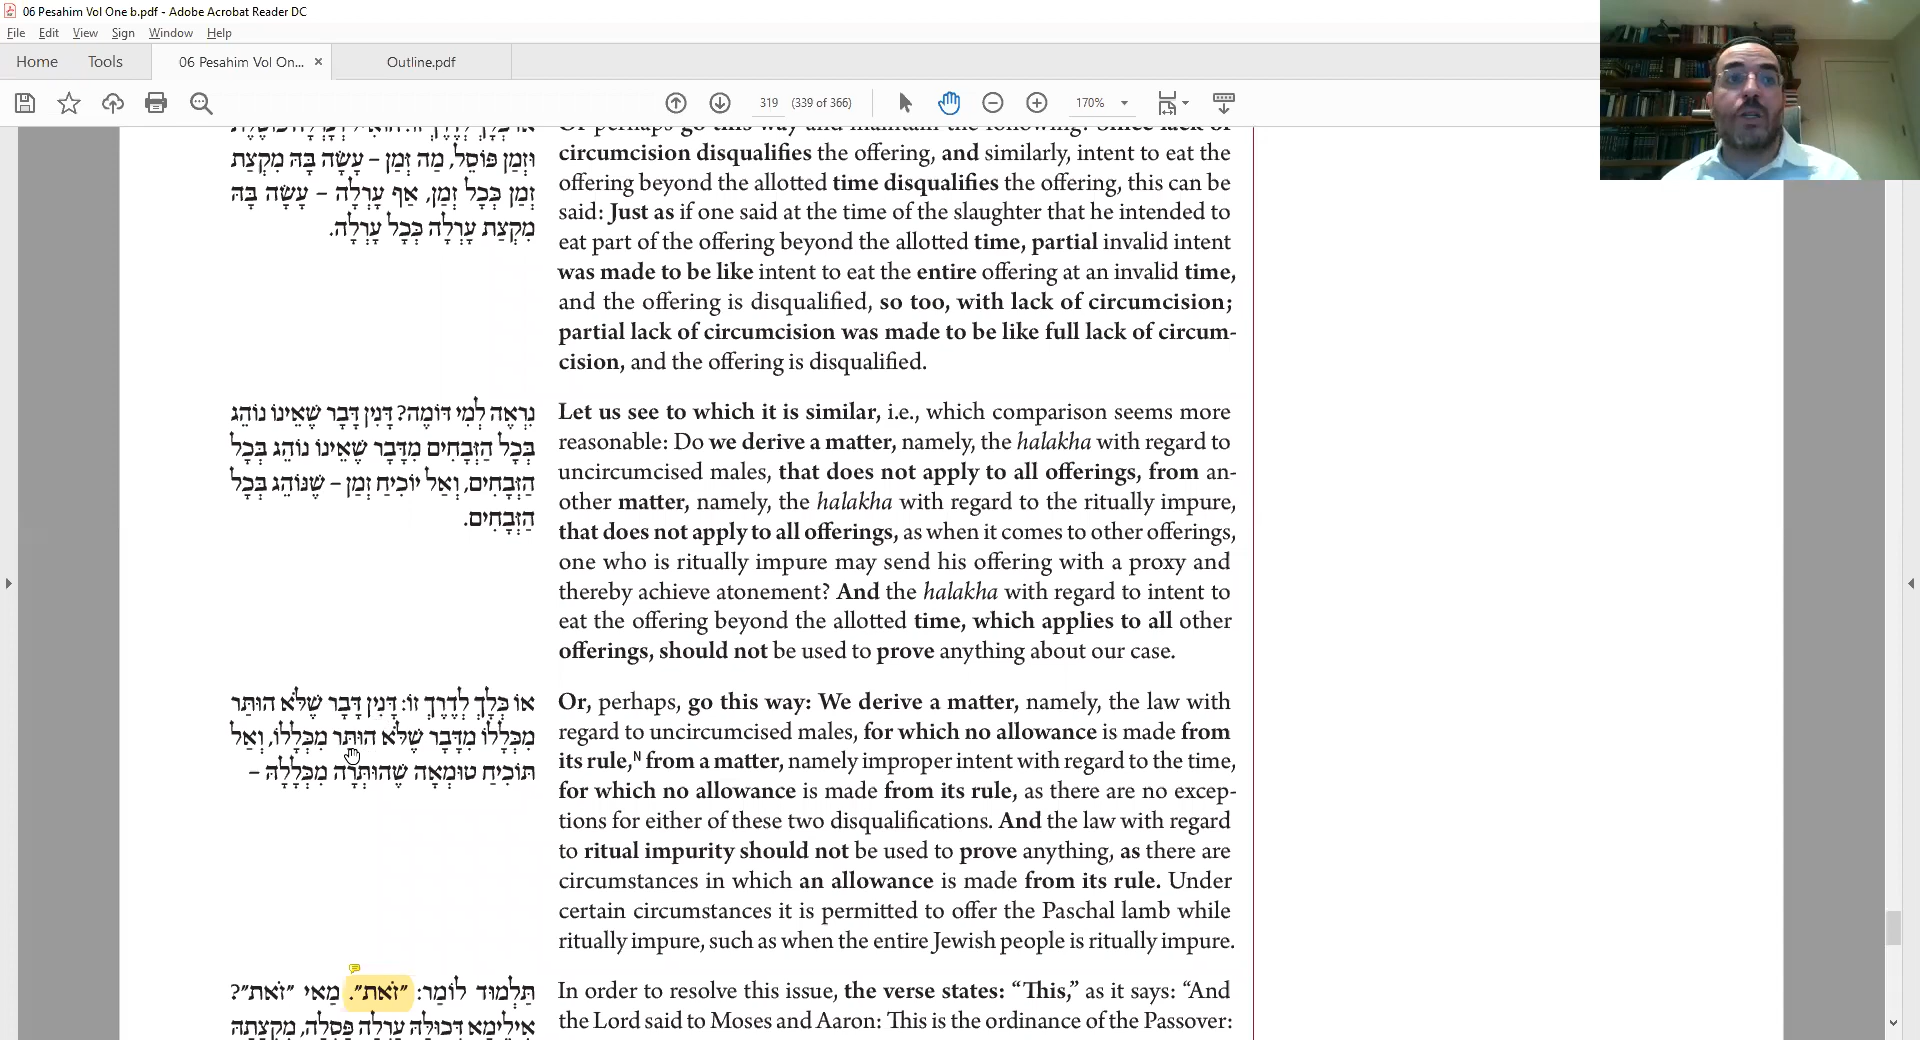 06 Pesahim Vol One b.pdf - Adobe Acrobat Reader DC
File Edit View Sign Window Help
Home Tools 06 Pesahim Vol On... × Outline.pdf
319 (339 of 366) 170%
וּזְמַן פּוֹסֵל, מַה זְּמַן – עָשָׂה בָּהּ מִקְצָת
זְמַן כְּכׇל זְמַן, אַף עָרְלָה – עָשָׂה בָּהּ
מִקְצָת עָרְלָה כְּכׇל עָרְלָה.
circumcision disqualifies the offering, and similarly, intent to eat the
offering beyond the allotted time disqualifies the offering, this can be
said: Just as if one said at the time of the slaughter that he intended to
eat part of the offering beyond the allotted time, partial invalid intent
was made to be like intent to eat the entire offering at an invalid time,
and the offering is disqualified, so too, with lack of circumcision;
partial lack of circumcision was made to be like full lack of circum-
cision, and the offering is disqualified.
נִרְאֶה לְמִי דּוֹמֶה? דָּנִין דָּבָר שֶׁאֵינוֹ נוֹהֵג
בְּכׇל הַזְּבָחִים מִדָּבָר שֶׁאֵינוֹ נוֹהֵג בְּכׇל
הַזְּבָחִים, וְאַל יוֹכִיחַ זְמַן – שֶׁנּוֹהֵג בְּכׇל
הַזְּבָחִים.
Let us see to which it is similar, i.e., which comparison seems more
reasonable: Do we derive a matter, namely, the halakha with regard to
uncircumcised males, that does not apply to all offerings, from an-
other matter, namely, the halakha with regard to the ritually impure,
that does not apply to all offerings, as when it comes to other offerings,
one who is ritually impure may send his offering with a proxy and
thereby achieve atonement? And the halakha with regard to intent to
eat the offering beyond the allotted time, which applies to all other
offerings, should not be used to prove anything about our case.
אוֹ כְּלָךְ לְדֶרֶךְ זוֹ: דָּנִין דָּבָר שֶׁלֹּא הוּתַּר
מִכְּלָלוֹ מִדָּבָר שֶׁלֹּא הוּתַּר מִכְּלָלוֹ, וְאַל
תּוֹכִיחַ טוּמְאָה שֶׁהוּתְּרָה מִכְּלָלָהּ –
Or, perhaps, go this way: We derive a matter, namely, the law with
regard to uncircumcised males, for which no allowance is made from
its rule,N from a matter, namely improper intent with regard to the time,
for which no allowance is made from its rule, as there are no excep-
tions for either of these two disqualifications. And the law with regard
to ritual impurity should not be used to prove anything, as there are
circumstances in which an allowance is made from its rule. Under
certain circumstances it is permitted to offer the Paschal lamb while
ritually impure, such as when the entire Jewish people is ritually impure.
תַּלְמוּד לוֹמַר: ״זֹאת״. מַאי ״זֹאת״?
אִילֵימָא דְּכוּלָּהּ עָרְלָה פָּסְלָה, מִקְצָתָהּ
In order to resolve this issue, the verse states: “This,” as it says: “And
the Lord said to Moses and Aaron: This is the ordinance of the Passover: